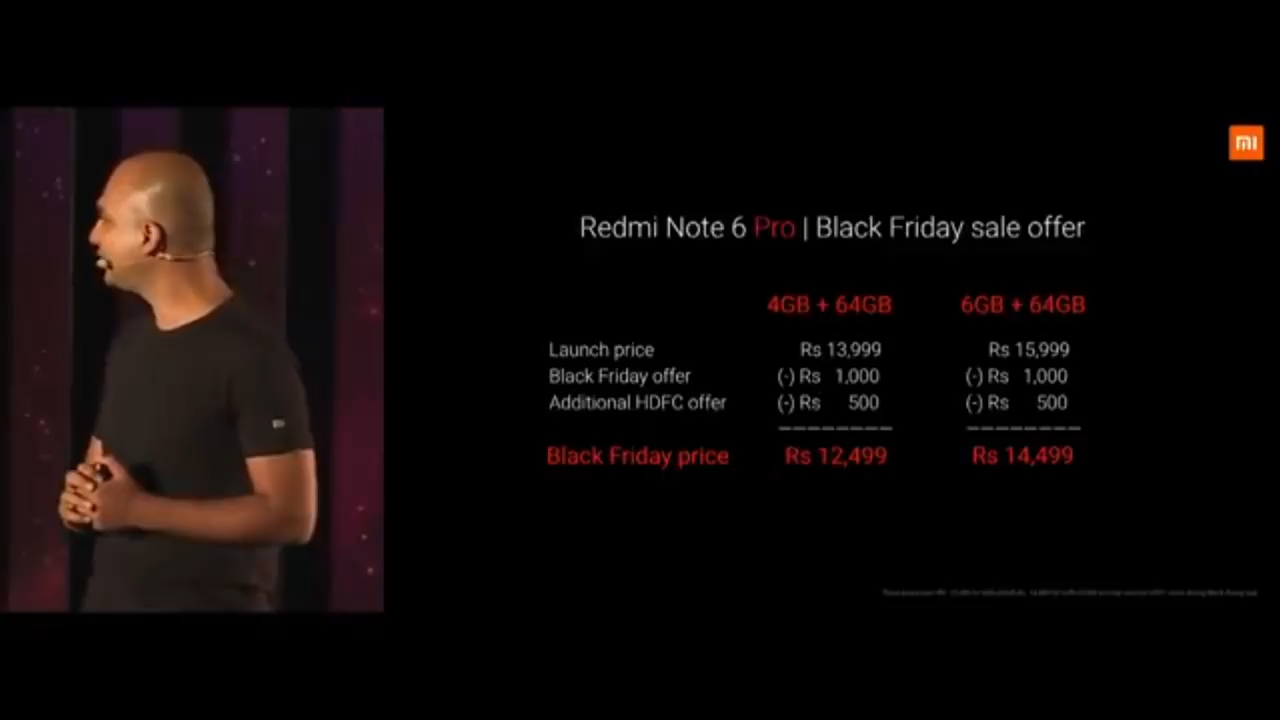 mi
Redmi Note 6 Pro | Black Friday sale offer
4GB + 64GB 6GB + 64GB
Launch price Rs 13,999 Rs 15,999
Black Friday offer (-) Rs 1,000 (-) Rs 1,000
Additional HDFC offer (-) Rs 500 (-) Rs 500
Black Friday price Rs 12,499 Rs 14,499